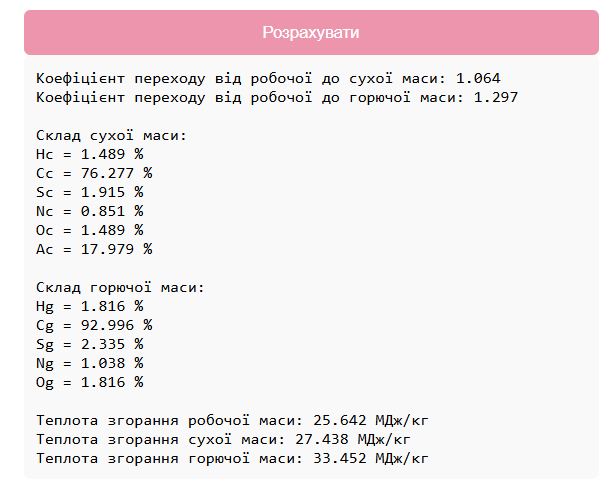 Розрахувати
Коефіцієнт переходу від робочої до сухої маси: 1.064
Коефіцієнт переходу від робочої до горючої маси: 1.297
Склад сухої маси:
Hc = 1.489 %
Cc = 76.277 %
Sc = 1.915 %
Nc = 0.851 %
Oc = 1.489 %
Ac = 17.979 %
Склад горючої маси:
Hg = 1.816 %
Cg = 92.996 %
Sg = 2.335 %
Ng = 1.038 %
Og = 1.816 %
Теплота згорання робочої маси: 25.642 МДж/кг
Теплота згорання сухої маси: 27.438 МДж/кг
Теплота згорання горючої маси: 33.452 МДж/кг